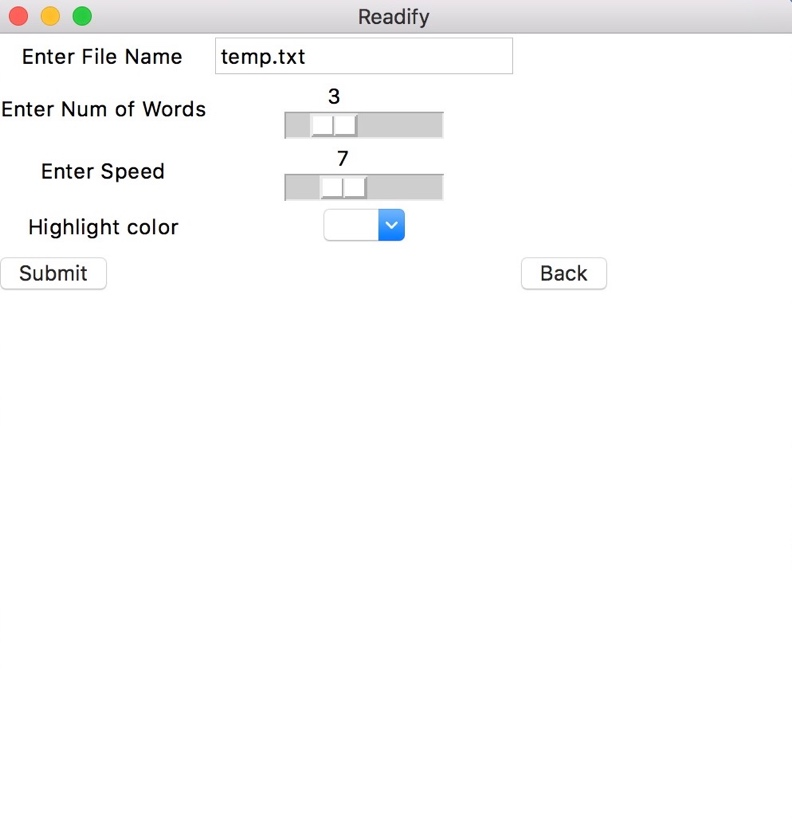 Readify
Enter File Name temp.txt
3
Enter Num of Words
7
Enter Speed
Highlight color
Submit Back